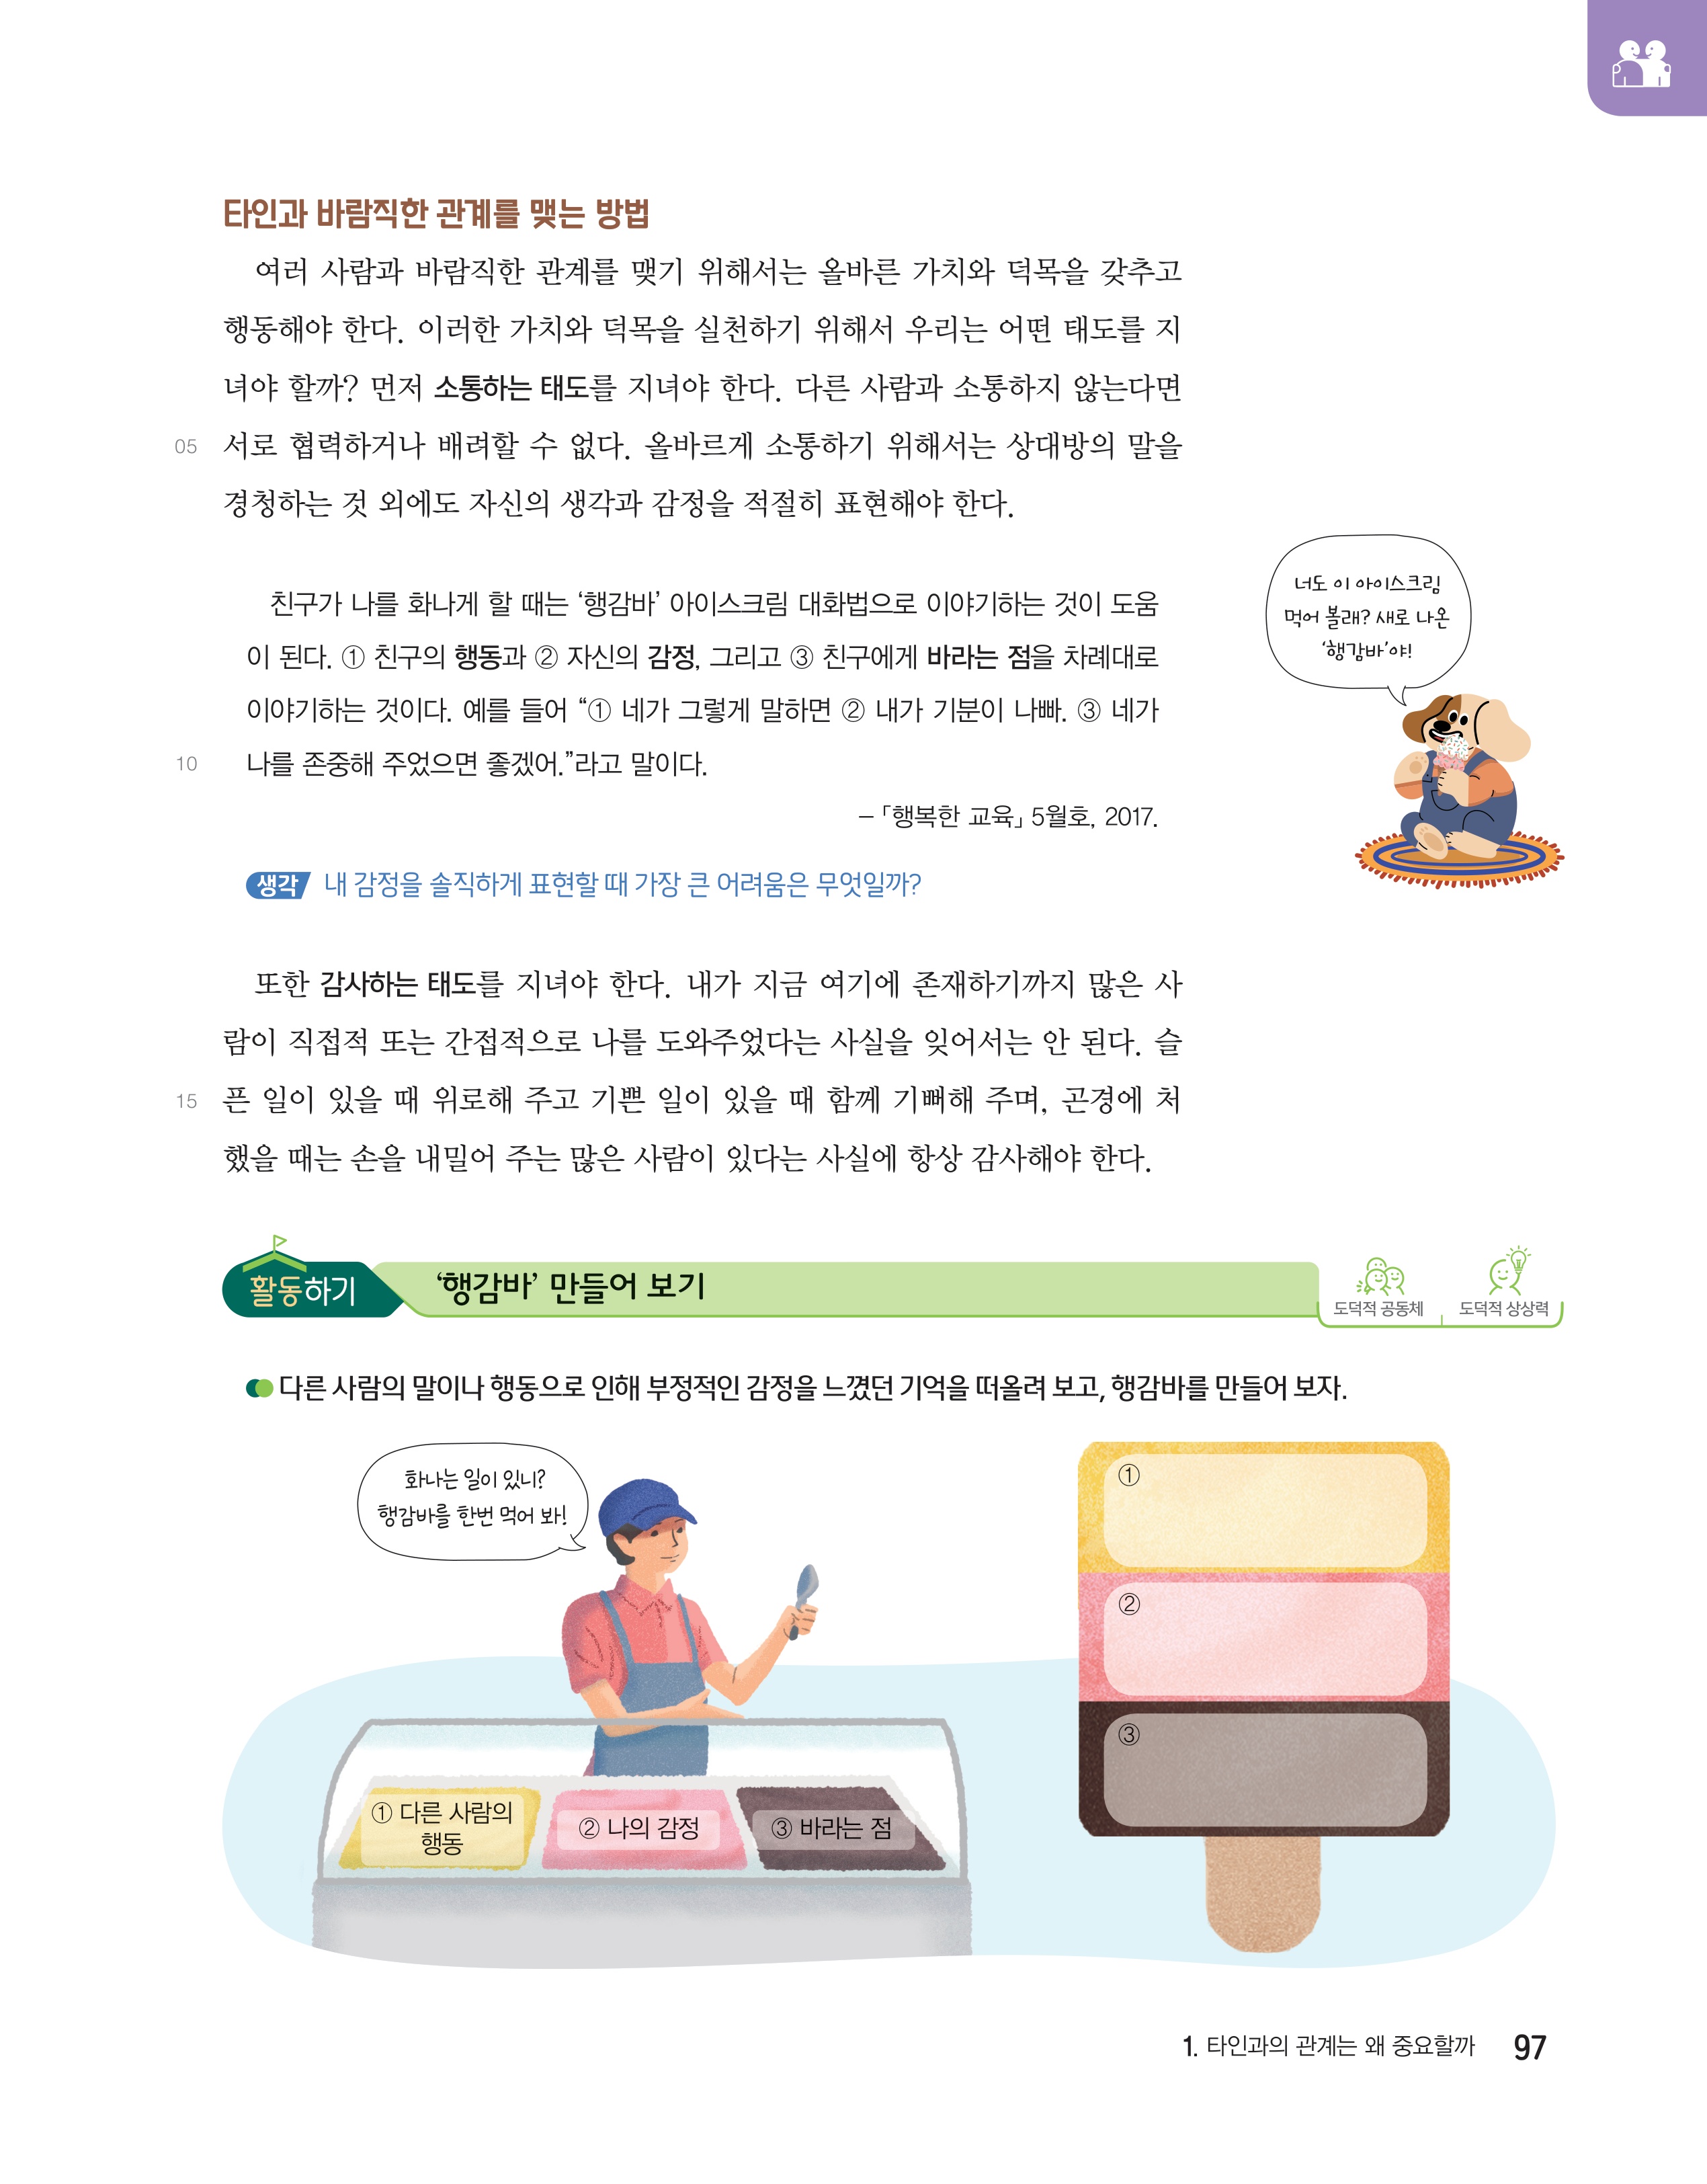 타인과 바람직한 관계를 맺는 방법
여러 사람과 바람직한 관계를 맺기 위해서는 올바른 가치와 덕목을 갖추고
행동해야 한다. 이러한 가치와 덕목을 실천하기 위해서 우리는 어떤 태도를 지
녀야 할까? 먼저 소통하는 태도를 지녀야 한다. 다른 사람과 소통하지 않는다면
05 서로 협력하거나 배려할 수 없다. 올바르게 소통하기 위해서는 상대방의 말을
경청하는 것 외에도 자신의 생각과 감정을 적절히 표현해야 한다.
친구가 나를 화나게 할 때는 ‘행감바’ 아이스크림 대화법으로 이야기하는 것이 도움
이 된다. ① 친구의 행동과 ② 자신의 감정, 그리고 ③ 친구에게 바라는 점을 차례대로
이야기하는 것이다. 예를 들어 “① 네가 그렇게 말하면 ② 내가 기분이 나빠. ③ 네가
10 나를 존중해 주었으면 좋겠어.”라고 말이다.
– 「행복한 교육」 5월호, 2017.
너도 이 아이스크림
먹어 볼래? 새로 나온
‘행감바’야!
생각 내 감정을 솔직하게 표현할 때 가장 큰 어려움은 무엇일까?
또한 감사하는 태도를 지녀야 한다. 내가 지금 여기에 존재하기까지 많은 사
람이 직접적 또는 간접적으로 나를 도와주었다는 사실을 잊어서는 안 된다. 슬
15 픈 일이 있을 때 위로해 주고 기쁜 일이 있을 때 함께 기뻐해 주며, 곤경에 처
했을 때는 손을 내밀어 주는 많은 사람이 있다는 사실에 항상 감사해야 한다.
활동하기 ‘행감바’ 만들어 보기
도덕적 공동체 도덕적 상상력
다른 사람의 말이나 행동으로 인해 부정적인 감정을 느꼈던 기억을 떠올려 보고, 행감바를 만들어 보자.
화나는 일이 있니?
행감바를 한번 먹어 봐!
① 다른 사람의
행동
② 나의 감정
③ 바라는 점
①
②
③
1. 타인과의 관계는 왜 중요할까 97